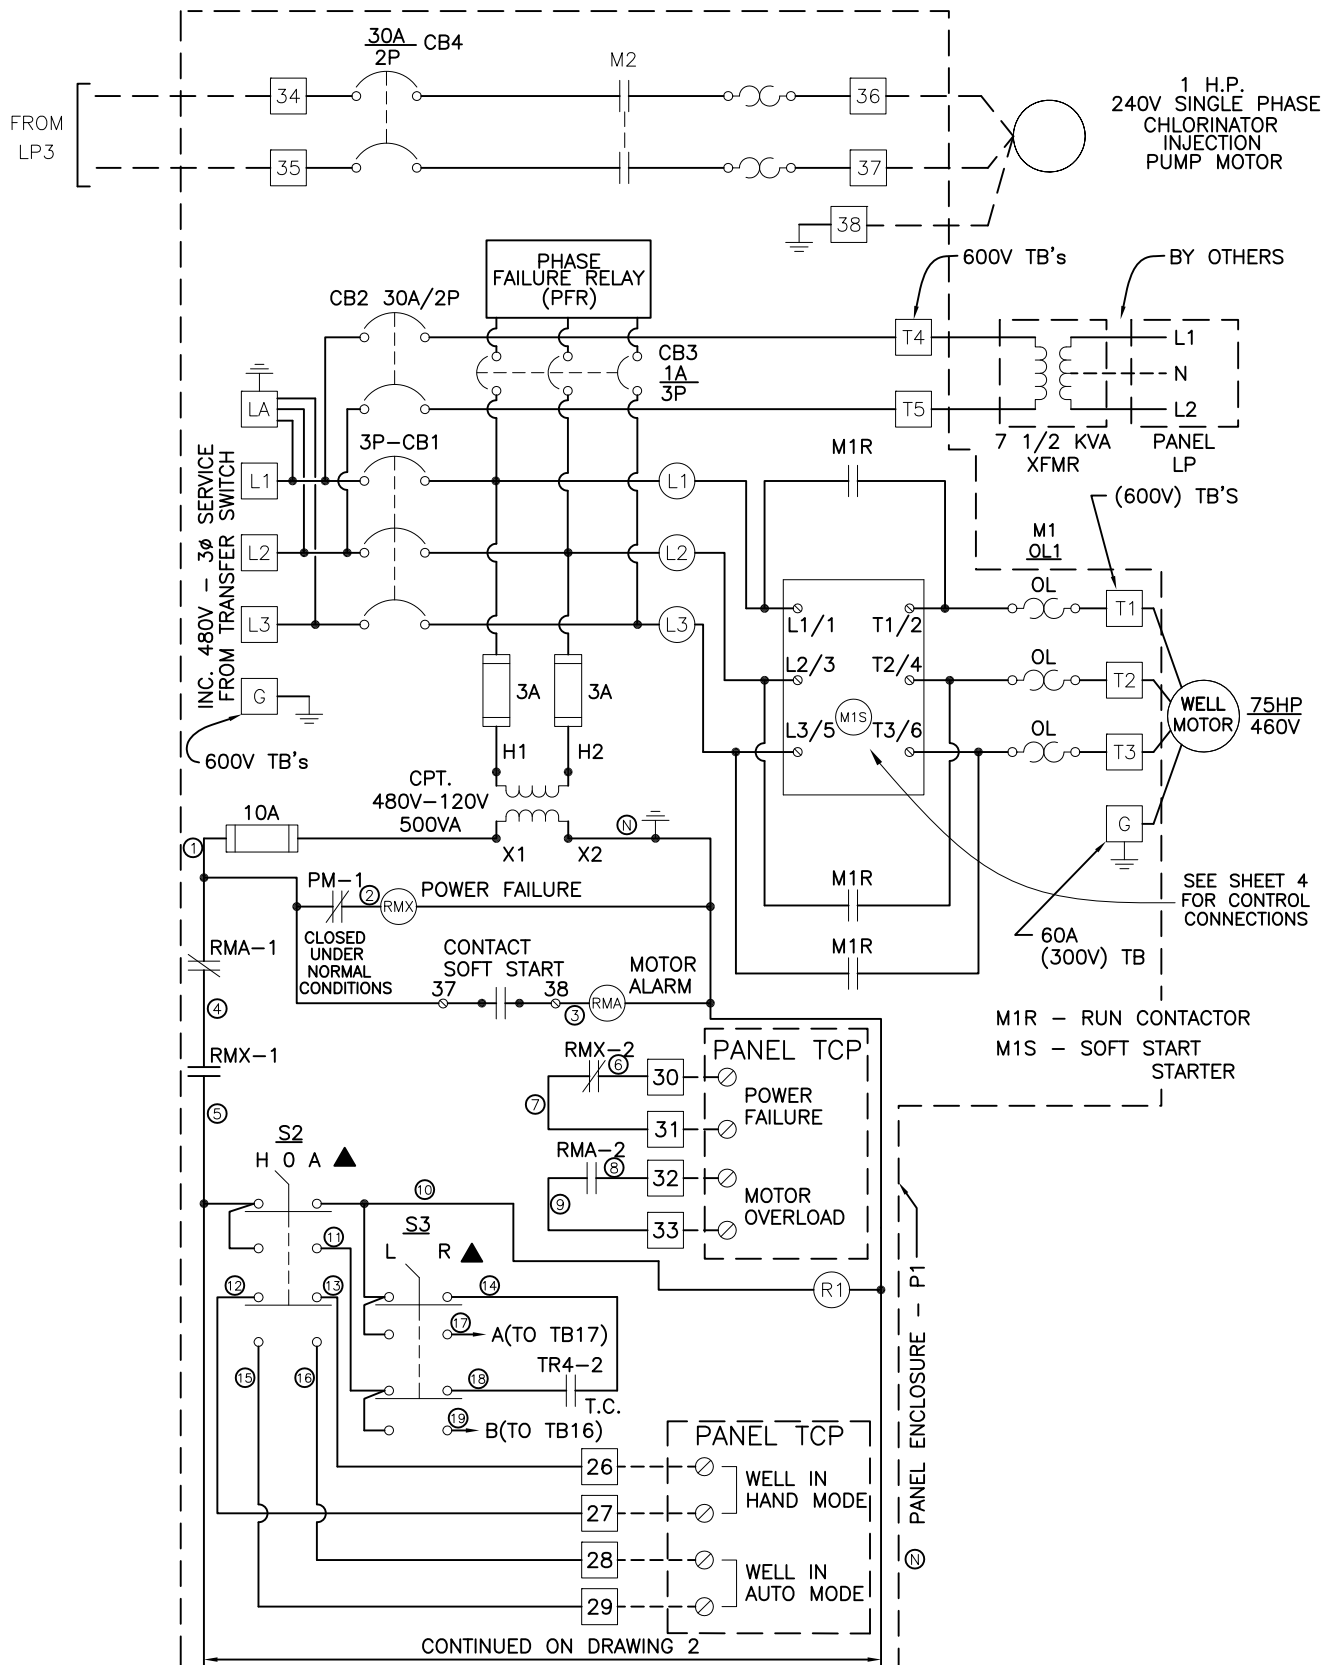 30A CB4
2P
M2
34
36
1 H.P.
240V SINGLE PHASE
CHLORINATOR
INJECTION
PUMP MOTOR
FROM
LP3
35
37
38
PHASE
FAILURE RELAY
(PFR)
600V TB's
BY OTHERS
CB2 30A/2P
T4
L1
CB3
1A
3P
N
LA
T5
L2
3P-CB1
7 1/2 KVA
XFMR
PANEL
LP
M1R
INC. 480V - 3ø SERVICE
FROM TRANSFER SWITCH
L1
L1
(600V) TB'S
M1
OL1
L2
L2
OL
L3
L3
L1/1
T1/2
T1
L2/3
T2/4
OL
T2
G
3A
3A
M1S
WELL
MOTOR
75HP
460V
L3/5
T3/6
OL
T3
600V TB's
H1
H2
CPT.
480V-120V
500VA
10A
N
G
1
X1
X2
PM-1
2
RMX
POWER FAILURE
M1R
SEE SHEET 4
FOR CONTROL
CONNECTIONS
RMA-1
CLOSED
UNDER
NORMAL
CONDITIONS
CONTACT
SOFT START
MOTOR
ALARM
M1R
60A
(300V) TB
37
38
3
RMA
4
M1R - RUN CONTACTOR
M1S - SOFT START
STARTER
RMX-1
RMX-2
PANEL TCP
6
30
POWER
FAILURE
5
7
31
S2
H O A
RMA-2
8
32
10
9
MOTOR
OVERLOAD
33
11
S3
L R
12
13
14
R1
17
A(TO TB17)
TR4-2
15
16
18
T.C.
19
B(TO TB16)
PANEL ENCLOSURE - P1
PANEL TCP
26
WELL IN
HAND MODE
27
28
N
WELL IN
AUTO MODE
29
CONTINUED ON DRAWING 2